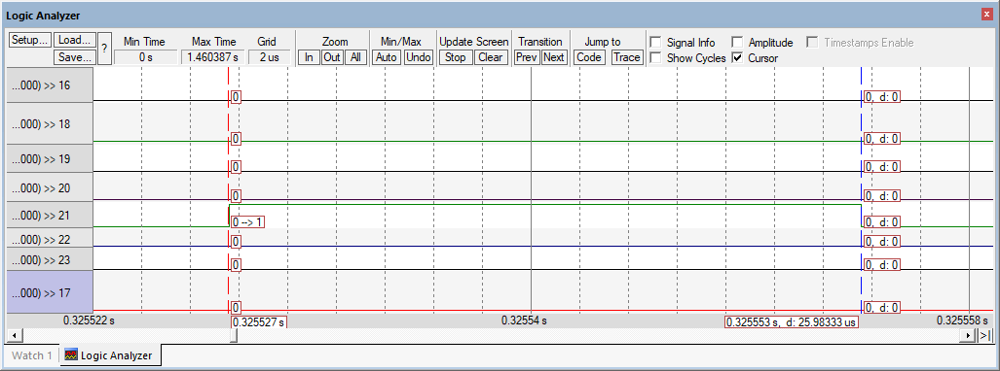 Logic Analyzer
Setup... Load... Min Time Max Time Grid Zoom Min/Max Update Screen Transition Jump to Signal Info Amplitude Timestamps Enable
Save... ? 0 s 1.460387 s 2 us In Out All Auto Undo Stop Clear Prev Next Code Trace Show Cycles Cursor
...000) >> 16 0 0, d: 0
...000) >> 18 0 0, d: 0
...000) >> 19 0 0, d: 0
...000) >> 20 0 0, d: 0
...000) >> 21 0 --> 1 0, d: 0
...000) >> 22 0 0, d: 0
...000) >> 23 0 0, d: 0
...000) >> 17 0 0, d: 0
0.325522 s 0.325527 s 0.32554 s 0.325553 s, d: 25.98333 us 0.325558 s
>|
Watch 1 Logic Analyzer